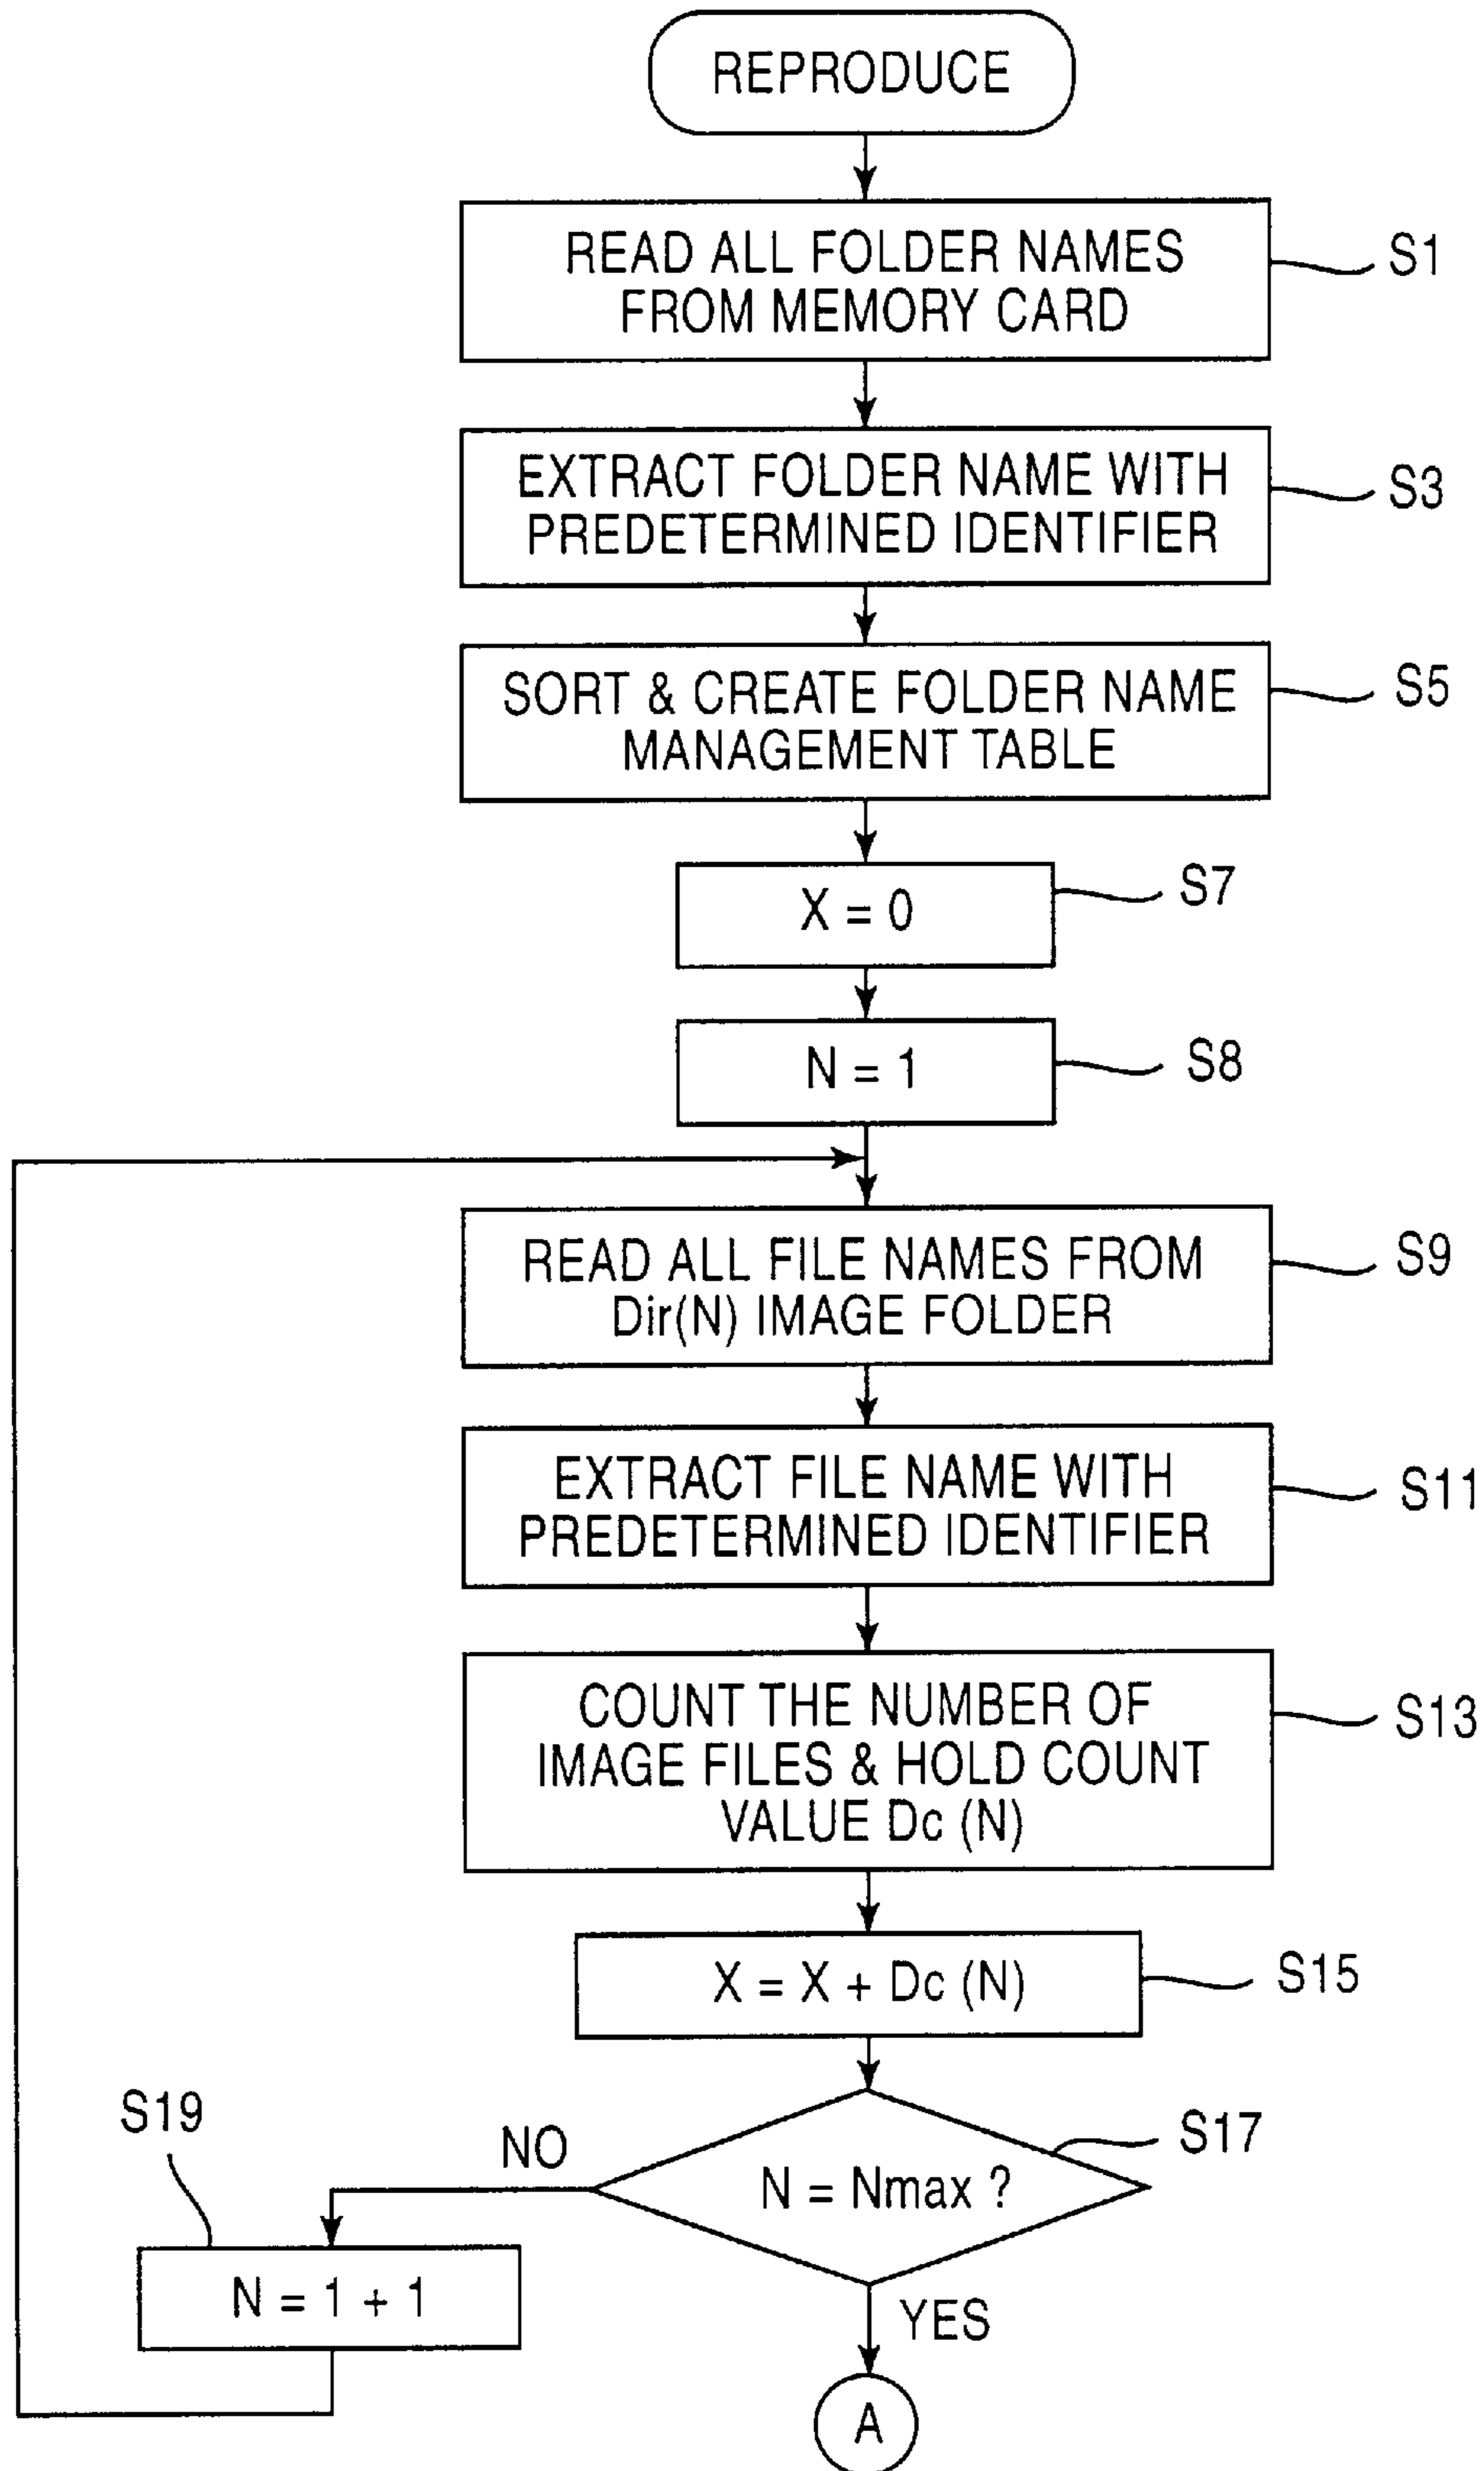 REPRODUCE
READ ALL FOLDER NAMES
FROM MEMORY CARD
S1
EXTRACT FOLDER NAME WITH
PREDETERMINED IDENTIFIER
S3
SORT & CREATE FOLDER NAME
MANAGEMENT TABLE
S5
X = 0
S7
N = 1
S8
READ ALL FILE NAMES FROM
Dir(N) IMAGE FOLDER
S9
EXTRACT FILE NAME WITH
PREDETERMINED IDENTIFIER
S11
COUNT THE NUMBER OF
IMAGE FILES & HOLD COUNT
VALUE Dc (N)
S13
X = X + Dc (N)
S15
N = Nmax ?
S17
NO
S19
N = 1 + 1
YES
A